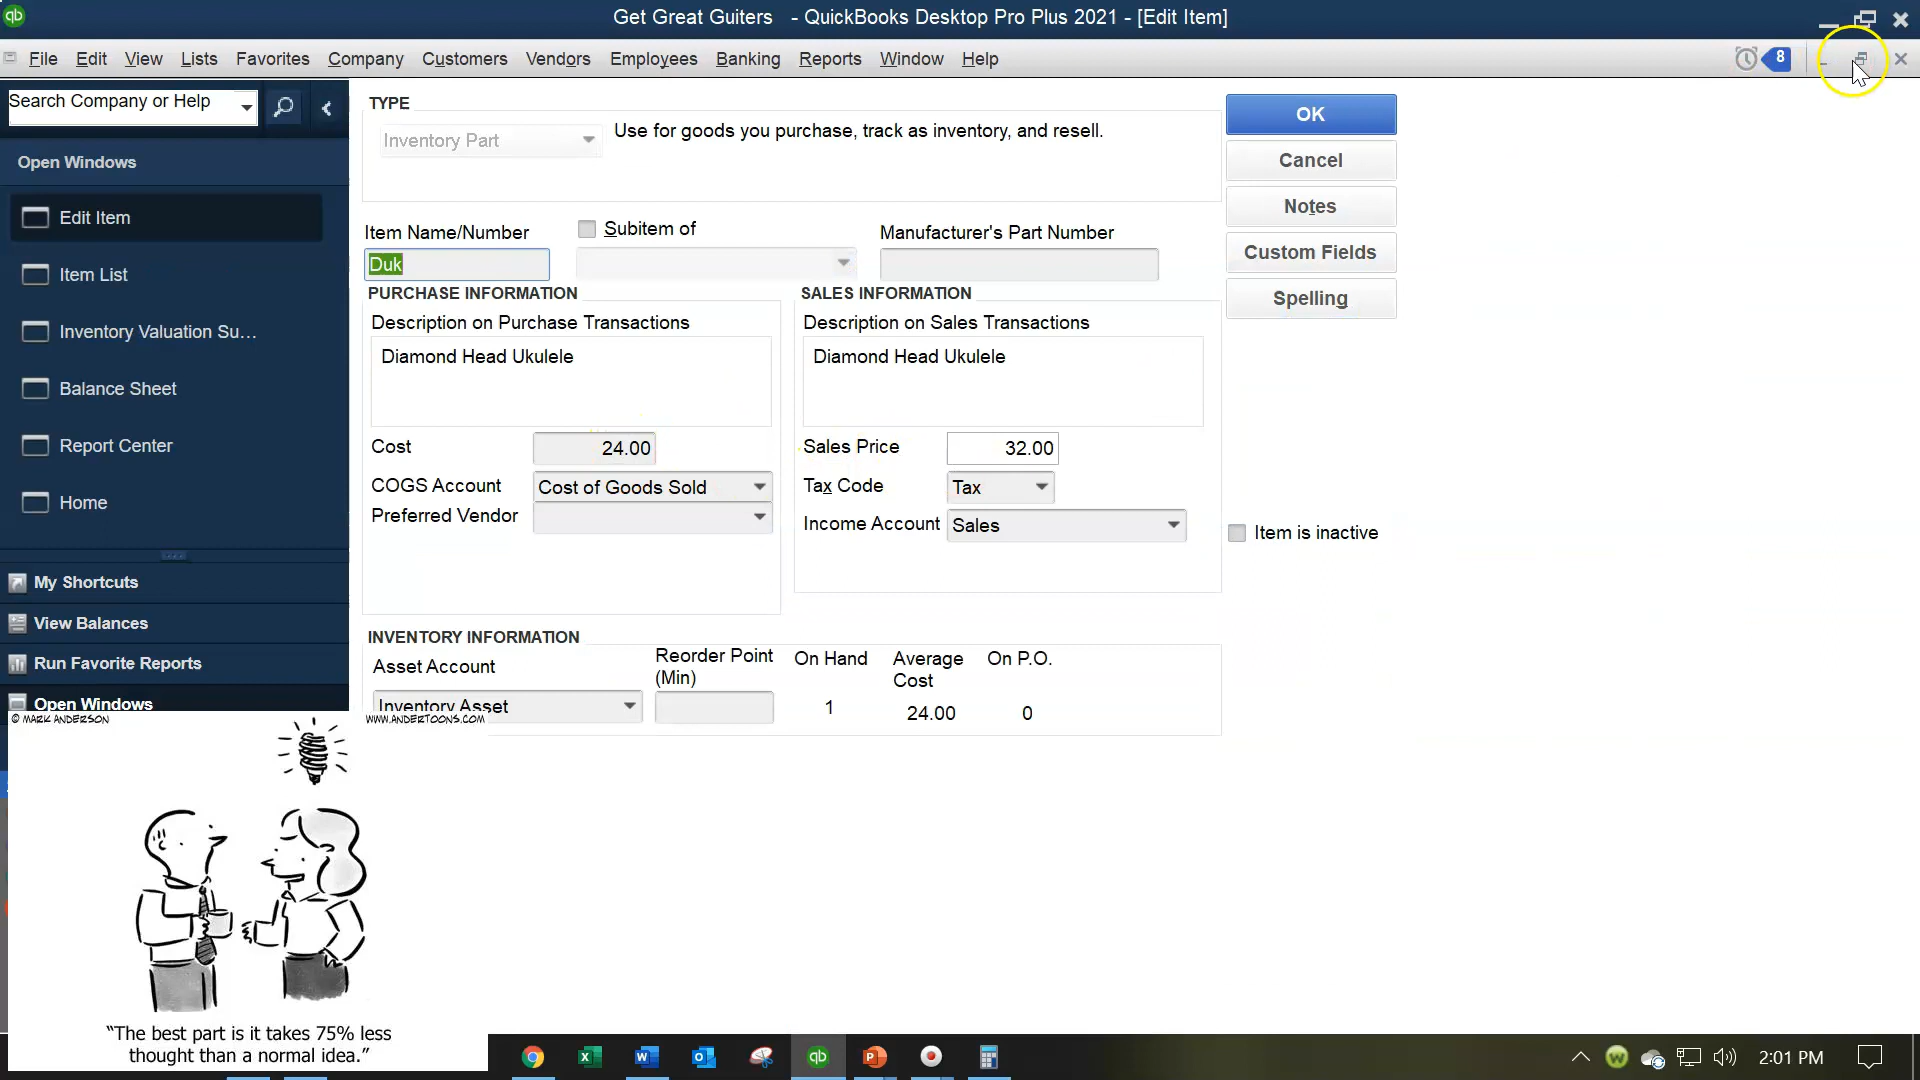 Get Great Guiters - QuickBooks Desktop Pro Plus 2021 - [Edit Item]
File Edit View Lists Favorites Company Customers Vendors Employees Banking Reports Window Help
8
Search Company or Help
Open Windows
Edit Item
Item List
Inventory Valuation Su...
Balance Sheet
Report Center
Home
My Shortcuts
View Balances
Run Favorite Reports
Open Windows
TYPE
Inventory Part
Use for goods you purchase, track as inventory, and resell.
OK
Cancel
Notes
Custom Fields
Spelling
Item Name/Number
Subitem of
Manufacturer's Part Number
Duk
PURCHASE INFORMATION
Description on Purchase Transactions
Diamond Head Ukulele
Cost 24.00
COGS Account Cost of Goods Sold
Preferred Vendor
SALES INFORMATION
Description on Sales Transactions
Diamond Head Ukulele
Sales Price 32.00
Tax Code Tax
Income Account Sales
Item is inactive
INVENTORY INFORMATION
Asset Account
Inventory Asset
Reorder Point
(Min)
On Hand
1
Average
Cost
24.00
On P.O.
0
© MARK ANDERSON
WWW.ANDERTOONS.COM
"The best part is it takes 75% less
thought than a normal idea."
2:01 PM